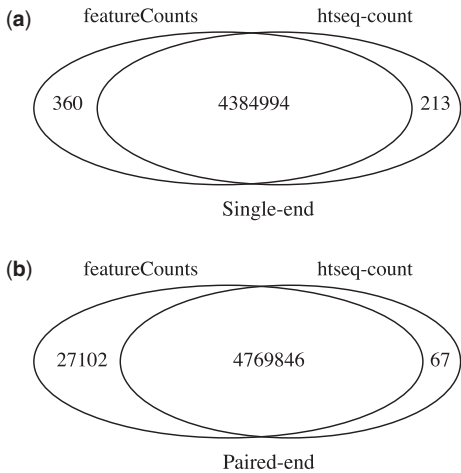 (a) featureCounts htseq-count
360 4384994 213
Single-end
(b) featureCounts htseq-count
27102 4769846 67
Paired-end